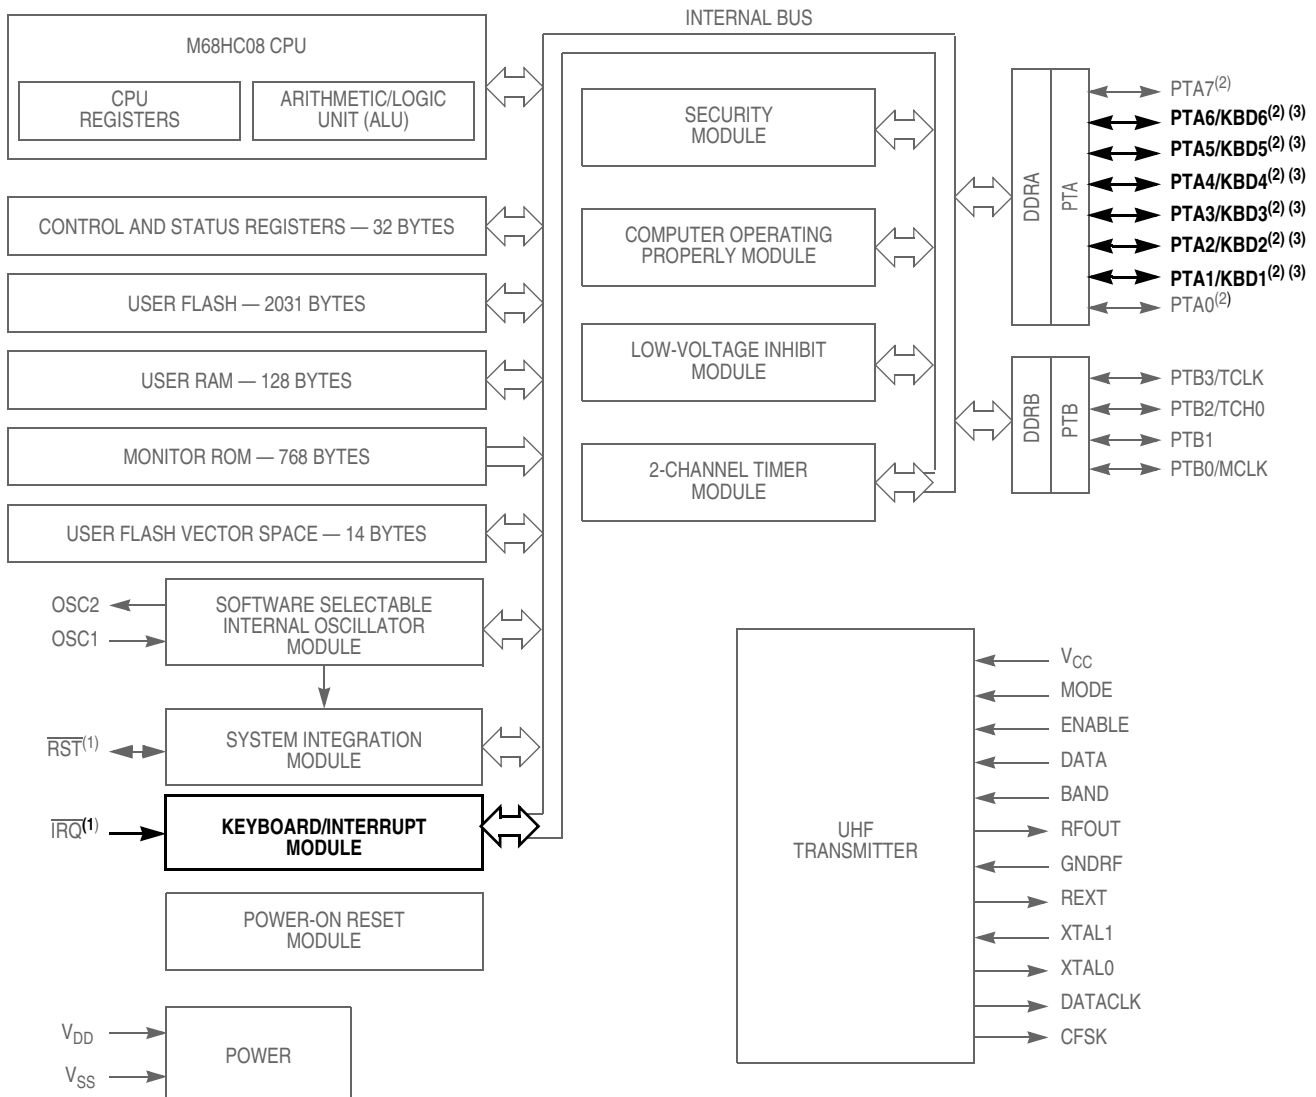 INTERNAL BUS
M68HC08 CPU
CPU
REGISTERS
ARITHMETIC/LOGIC
UNIT (ALU)
CONTROL AND STATUS REGISTERS — 32 BYTES
USER FLASH — 2031 BYTES
USER RAM — 128 BYTES
MONITOR ROM — 768 BYTES
USER FLASH VECTOR SPACE — 14 BYTES
OSC2
OSC1
SOFTWARE SELECTABLE
INTERNAL OSCILLATOR
MODULE
RST(1)
SYSTEM INTEGRATION
MODULE
IRQ(1)
KEYBOARD/INTERRUPT
MODULE
POWER-ON RESET
MODULE
VDD
VSS
POWER
SECURITY
MODULE
COMPUTER OPERATING
PROPERLY MODULE
LOW-VOLTAGE INHIBIT
MODULE
2-CHANNEL TIMER
MODULE
DDRA
PTA
PTA7(2)
PTA6/KBD6(2) (3)
PTA5/KBD5(2) (3)
PTA4/KBD4(2) (3)
PTA3/KBD3(2) (3)
PTA2/KBD2(2) (3)
PTA1/KBD1(2) (3)
PTA0(2)
DDRB
PTB
PTB3/TCLK
PTB2/TCH0
PTB1
PTB0/MCLK
UHF
TRANSMITTER
VCC
MODE
ENABLE
DATA
BAND
RFOUT
GNDRF
REXT
XTAL1
XTAL0
DATACLK
CFSK